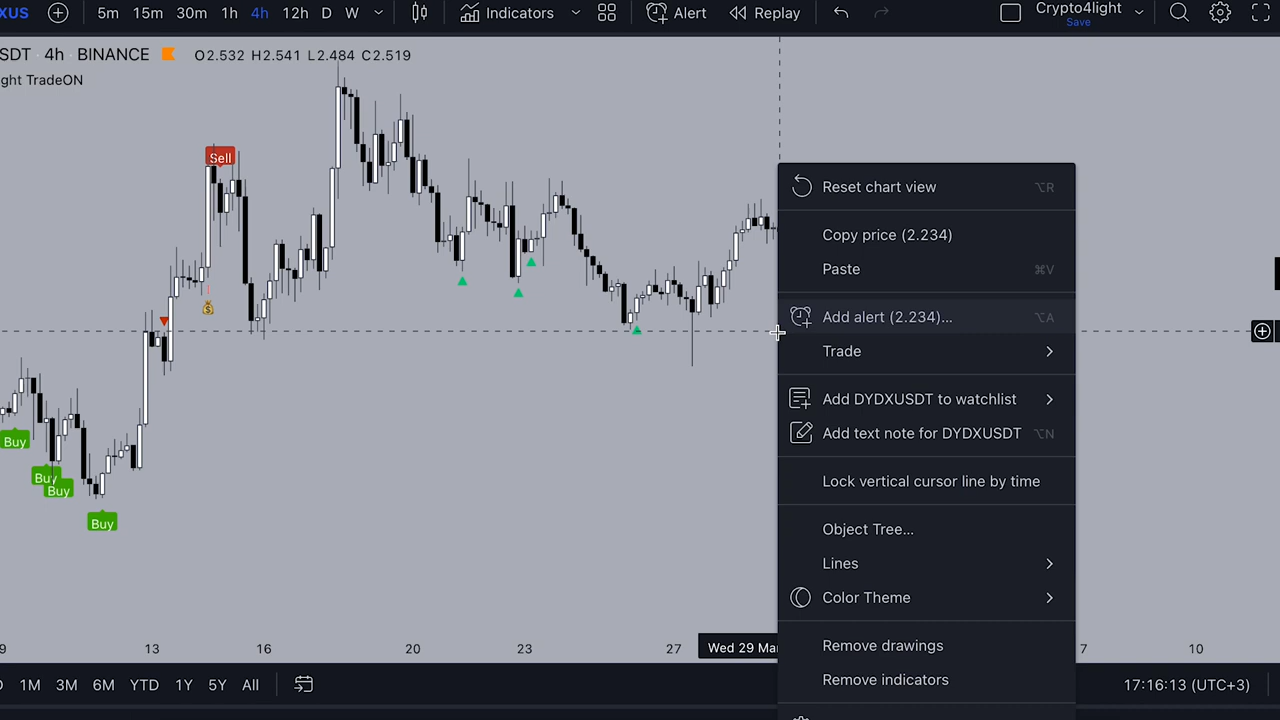 XUS 5m 15m 30m 1h 4h 12h D W Indicators Alert Replay Crypto4light
Save
SDT 4h BINANCE O2.532 H2.541 L2.484 C2.519
ght TradeON
Sell
Buy
Buy
Buy
Buy
Reset chart view ⌥R
Copy price (2.234)
Paste ⌘V
Add alert (2.234)... ⌥A
Trade
Add DYDXUSDT to watchlist
Add text note for DYDXUSDT ⌥N
Lock vertical cursor line by time
Object Tree...
Lines
Color Theme
Remove drawings
Remove indicators
9 13 16 20 23 27 Wed 29 Mar 7 10
1M 3M 6M YTD 1Y 5Y All 17:16:13 (UTC+3)